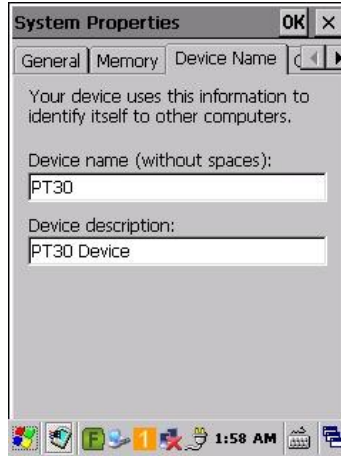 System Properties OK ×
General Memory Device Name
Your device uses this information to
identify itself to other computers.
Device name (without spaces):
PT30
Device description:
PT30 Device
F 1 1:58 AM